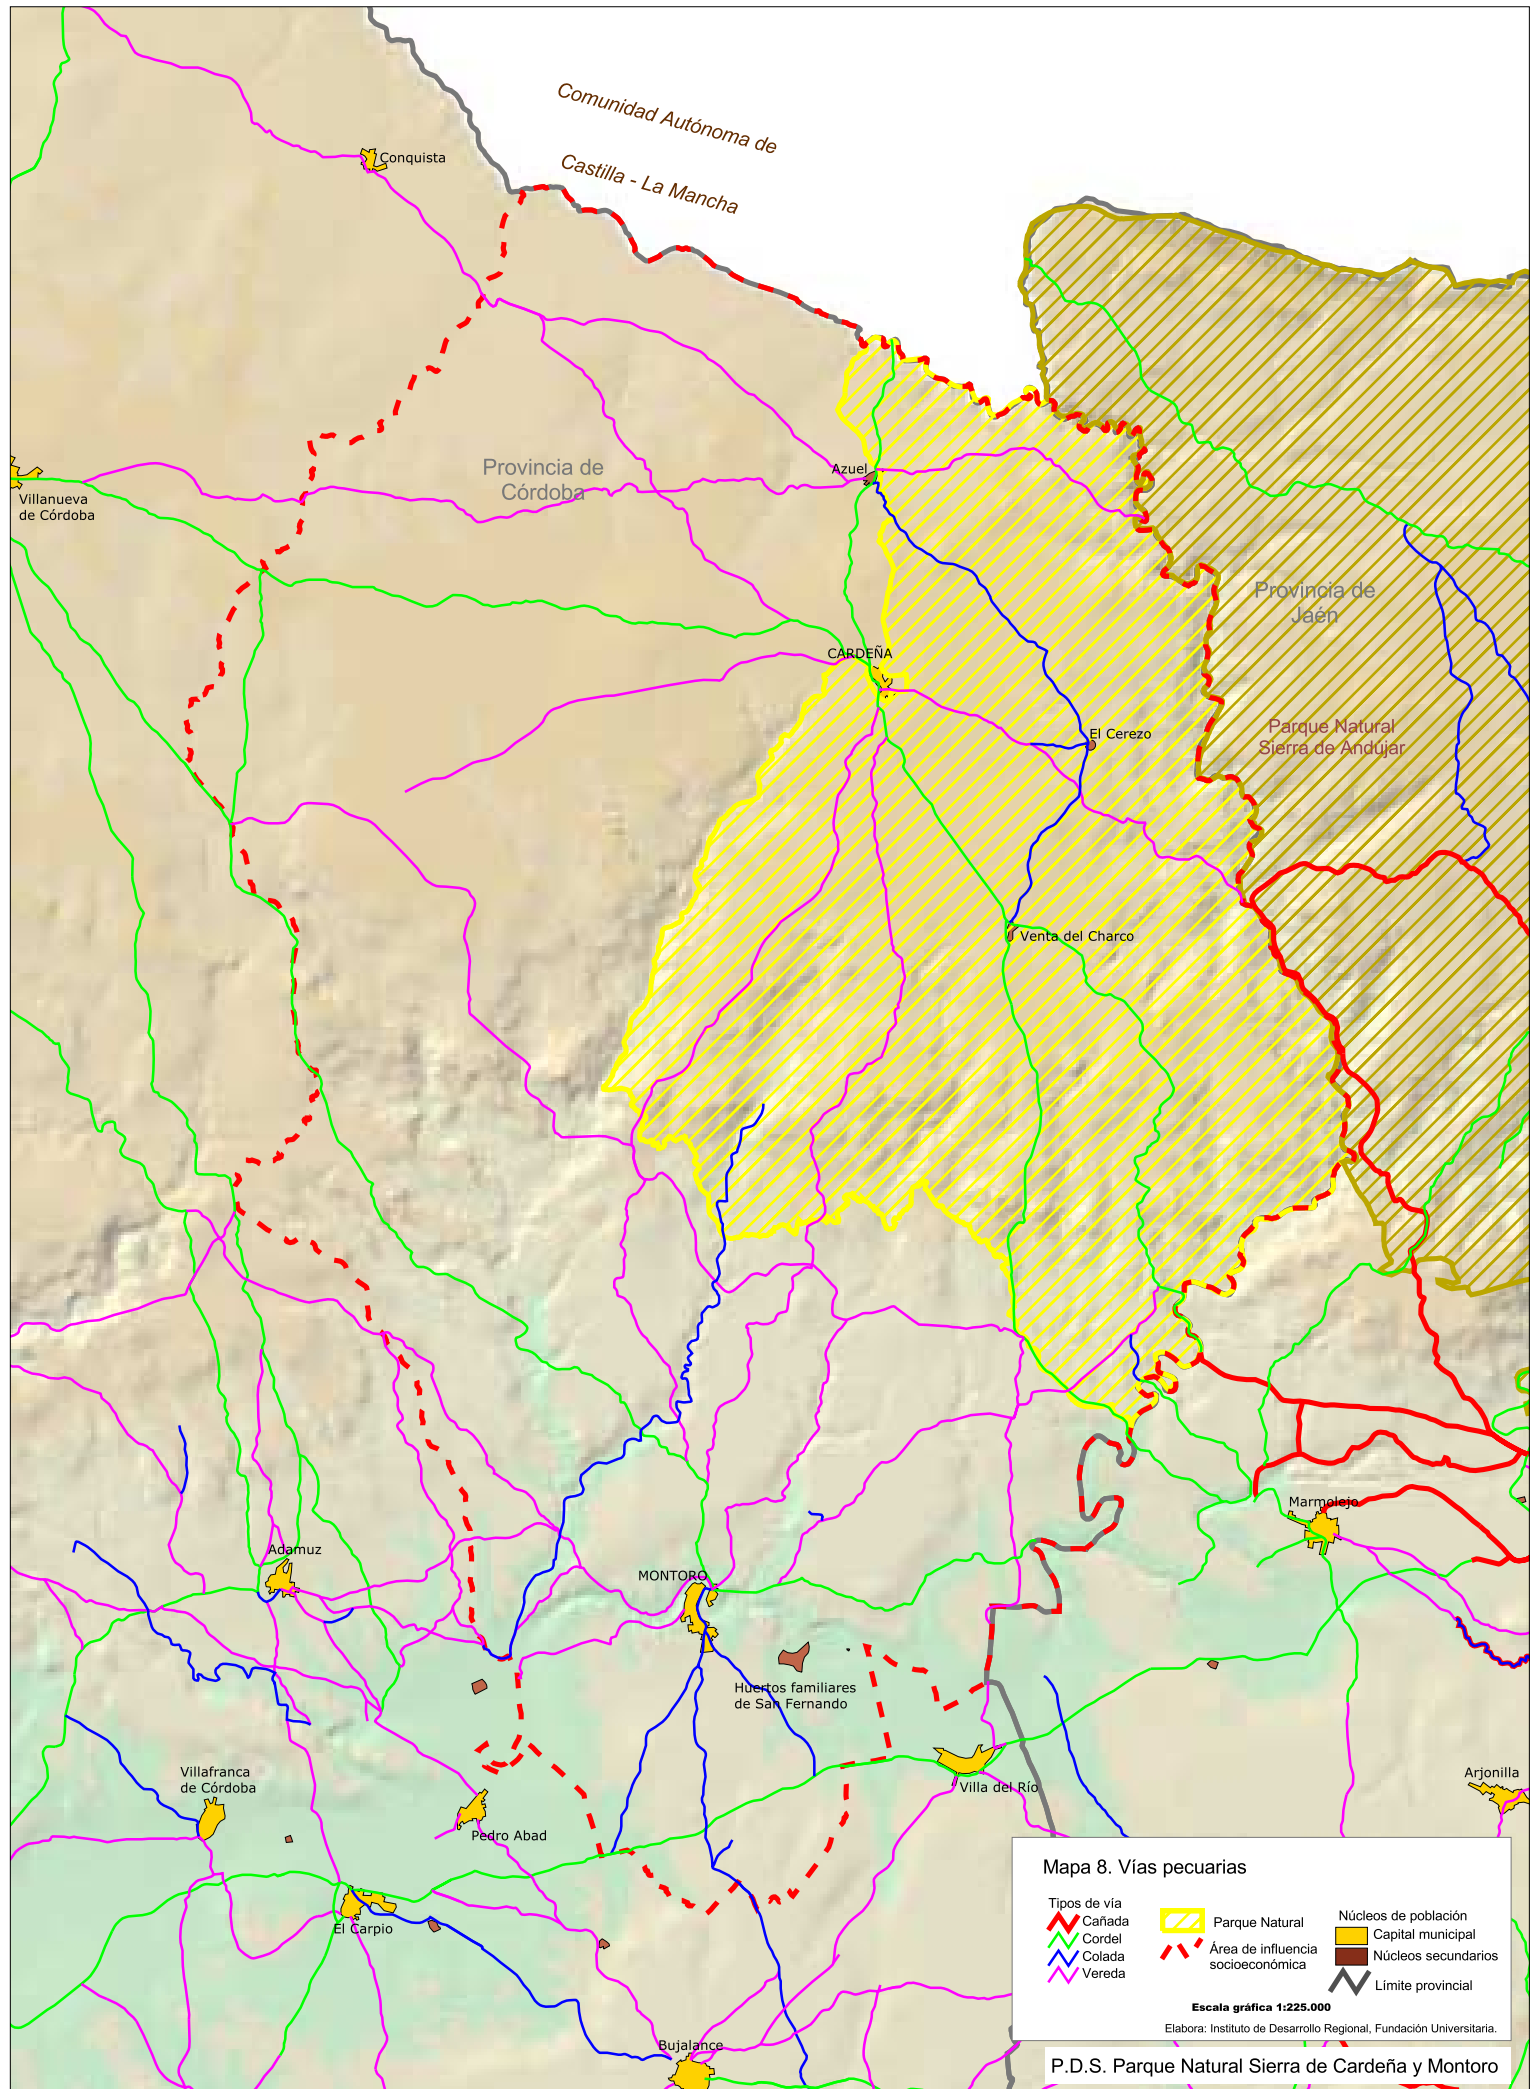 Comunidad Autónoma de
Castilla - La Mancha
Conquista
Provincia de
Córdoba
Azuel
Villanueva
de Córdoba
Provincia de
Jaén
CARDEÑA
Parque Natural
Sierra de Andujar
El Cerezo
Venta del Charco
Marmolejo
Adamuz
MONTORO
Huertos familiares
de San Fernando
Villafranca
de Córdoba
Villa del Río
Arjonilla
Pedro Abad
El Carpio
Bujalance
Mapa 8. Vías pecuarias
Tipos de vía
Cañada
Cordel
Colada
Vereda
Parque Natural
Área de influencia
socioeconómica
Núcleos de población
Capital municipal
Núcleos secundarios
Límite provincial
Escala gráfica 1:225.000
Elabora: Instituto de Desarrollo Regional, Fundación Universitaria.
P.D.S. Parque Natural Sierra de Cardeña y Montoro